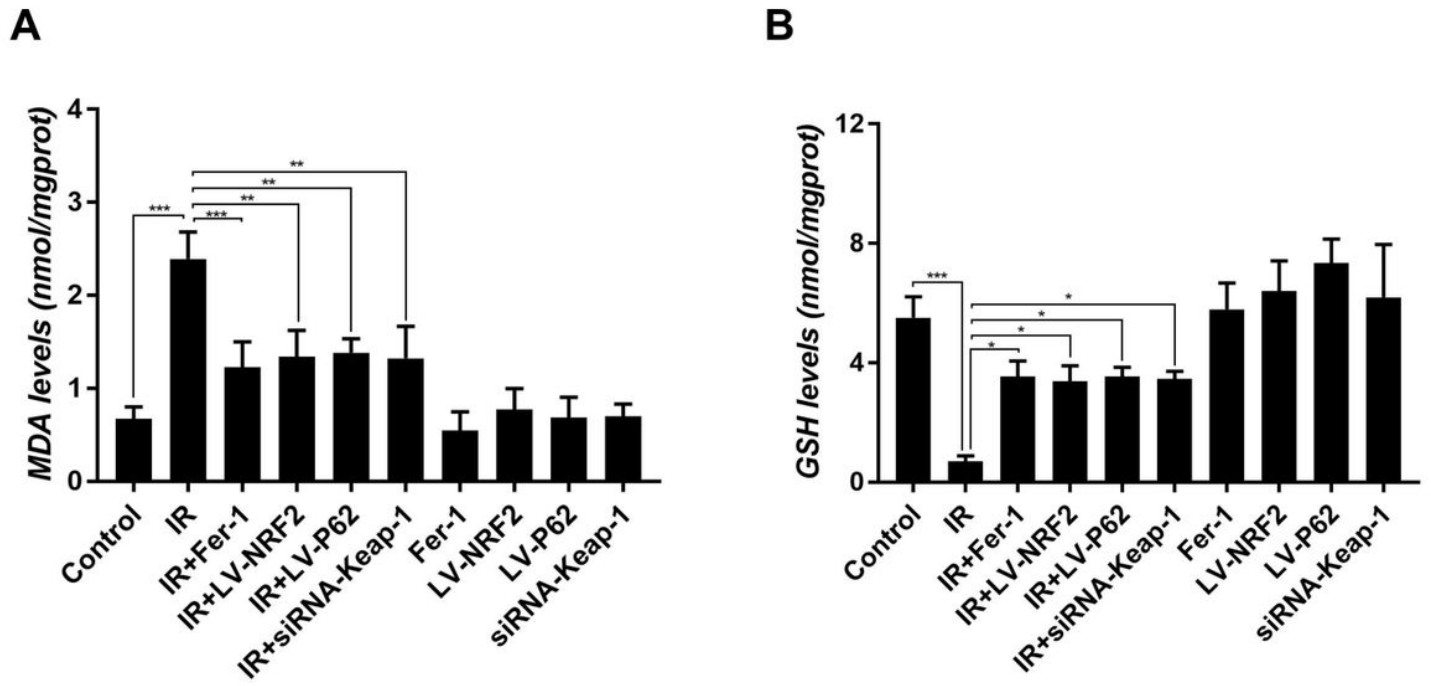 A
MDA levels (nmol/mgprot)
4
3
2
1
0
**
**
**
***
***
Control
IR
IR+Fer-1
IR+LV-NRF2
IR+LV-P62
IR+siRNA-Keap-1
Fer-1
LV-NRF2
LV-P62
siRNA-Keap-1
B
GSH levels (nmol/mgprot)
12
8
4
0
***
*
*
*
*
Control
IR
IR+Fer-1
IR+LV-NRF2
IR+LV-P62
IR+siRNA-Keap-1
Fer-1
LV-NRF2
LV-P62
siRNA-Keap-1